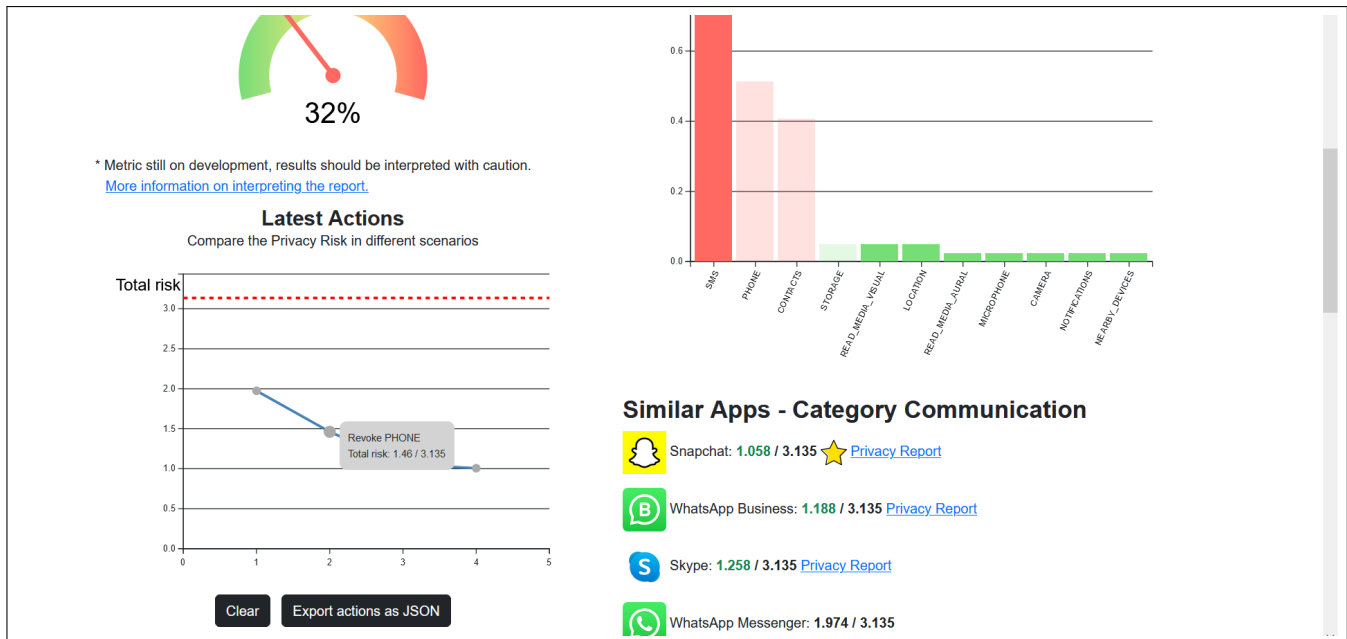 32%
* Metric still on development, results should be interpreted with caution.
More information on interpreting the report.
Latest Actions
Compare the Privacy Risk in different scenarios
Total risk
3.0
2.5
2.0
1.5
1.0
0.5
0.0
0 1 2 3 4 5
Revoke PHONE
Total risk: 1.46 / 3.135
Clear
Export actions as JSON
0.6
0.4
0.2
0.0
SMS
PHONE
CONTACTS
STORAGE
READ_MEDIA_VISUAL
LOCATION
READ_MEDIA_AURAL
MICROPHONE
CAMERA
NOTIFICATIONS
NEARBY_DEVICES
Similar Apps - Category Communication
Snapchat: 1.058 / 3.135 Privacy Report
B
WhatsApp Business: 1.188 / 3.135 Privacy Report
S
Skype: 1.258 / 3.135 Privacy Report
WhatsApp Messenger: 1.974 / 3.135